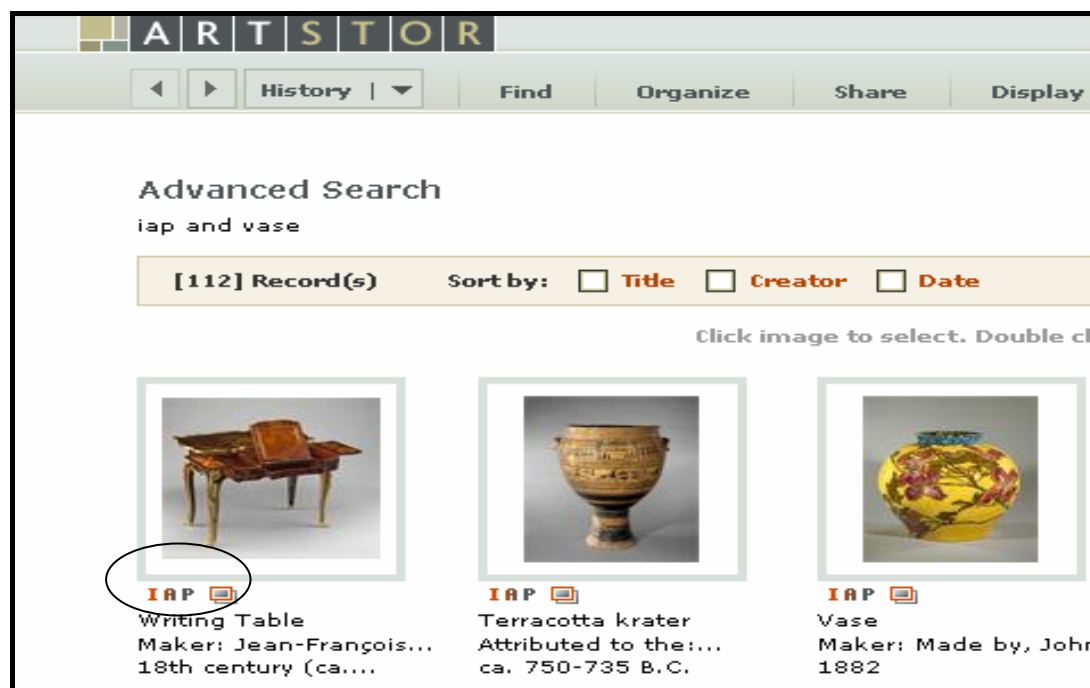 ARTSTOR
History | Find Organize Share Display
Advanced Search
iap and vase
[112] Record(s) Sort by: Title Creator Date
Click image to select. Double cl
IAP IAP IAP
Writing Table Terracotta krater Vase
Maker: Jean-François... Attributed to the:... Maker: Made by, John
18th century (ca.... ca. 750-735 B.C. 1882